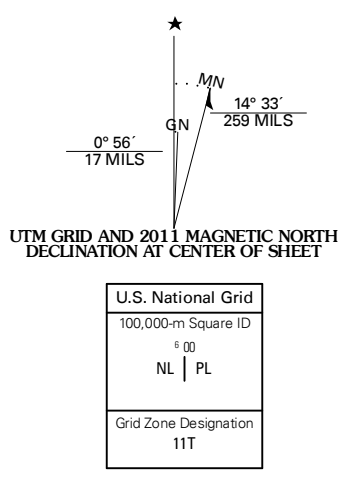 ★
MN
GN
14° 33´
259 MILS
0° 56´
17 MILS
UTM GRID AND 2011 MAGNETIC NORTH
DECLINATION AT CENTER OF SHEET
U.S. National Grid
100,000-m Square ID
6 00
NL | PL
Grid Zone Designation
11T